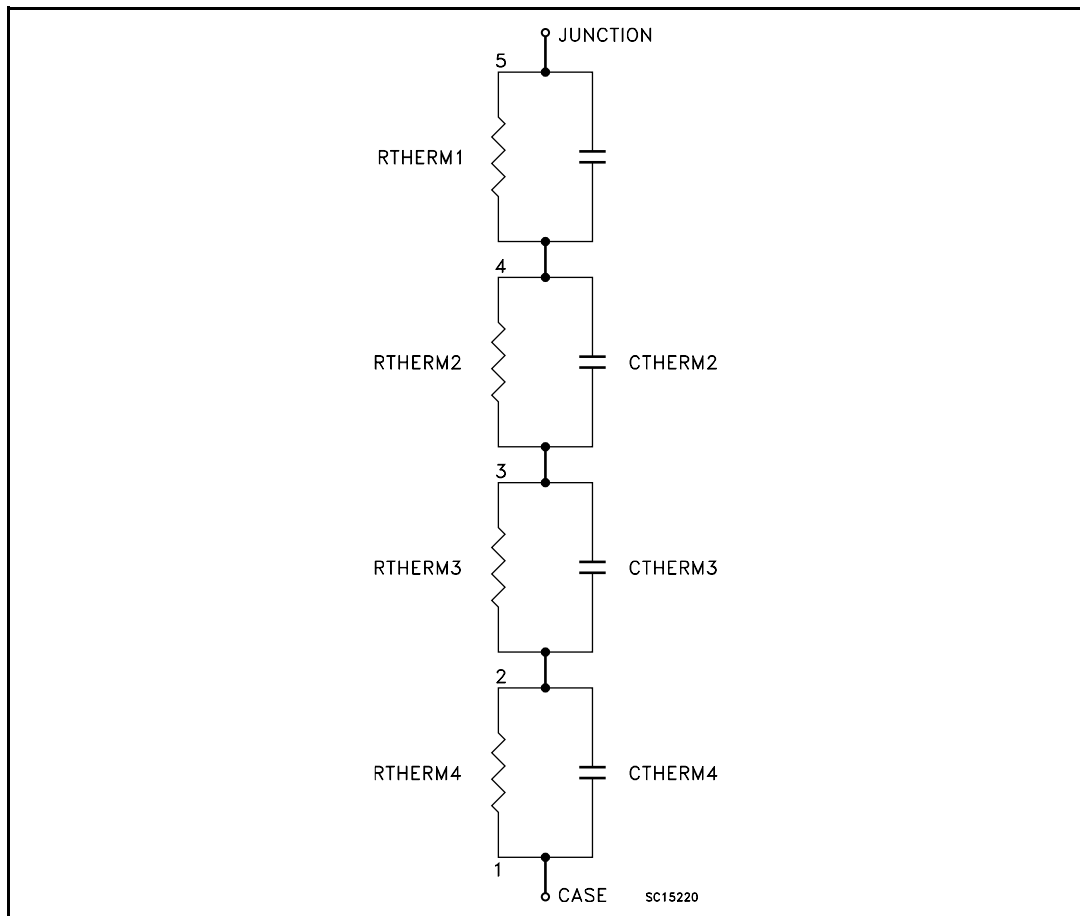 JUNCTION
5
RTHERM1
4
RTHERM2 CTHERM2
3
RTHERM3 CTHERM3
2
RTHERM4 CTHERM4
1
CASE SC15220